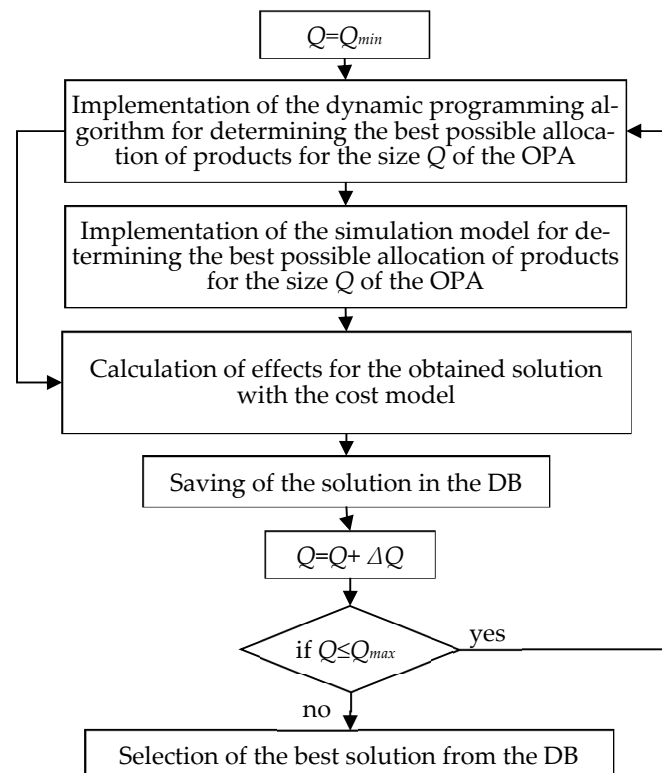 Q=Qmin
Implementation of the dynamic programming al-
gorithm for determining the best possible alloca-
tion of products for the size Q of the OPA
Implementation of the simulation model for de-
termining the best possible allocation of products
for the size Q of the OPA
Calculation of effects for the obtained solution
with the cost model
Saving of the solution in the DB
Q=Q+ ΔQ
if Q≤Qmax
yes
no
Selection of the best solution from the DB